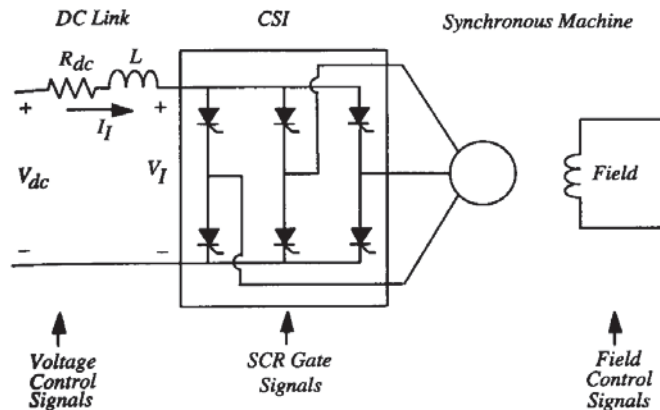 DC Link
CSI
Synchronous Machine
R_dc
L
+
I_I
+
V_dc
V_I
Field
−
−
Voltage
Control
Signals
SCR Gate
Signals
Field
Control
Signals